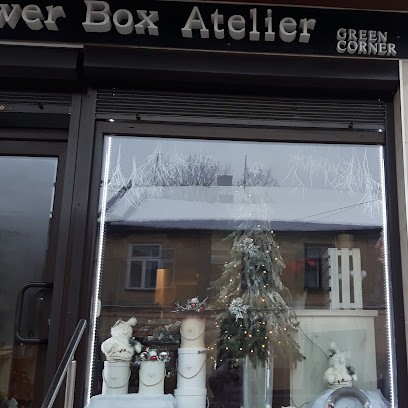 wer Box Atelier
GREEN
CORNER